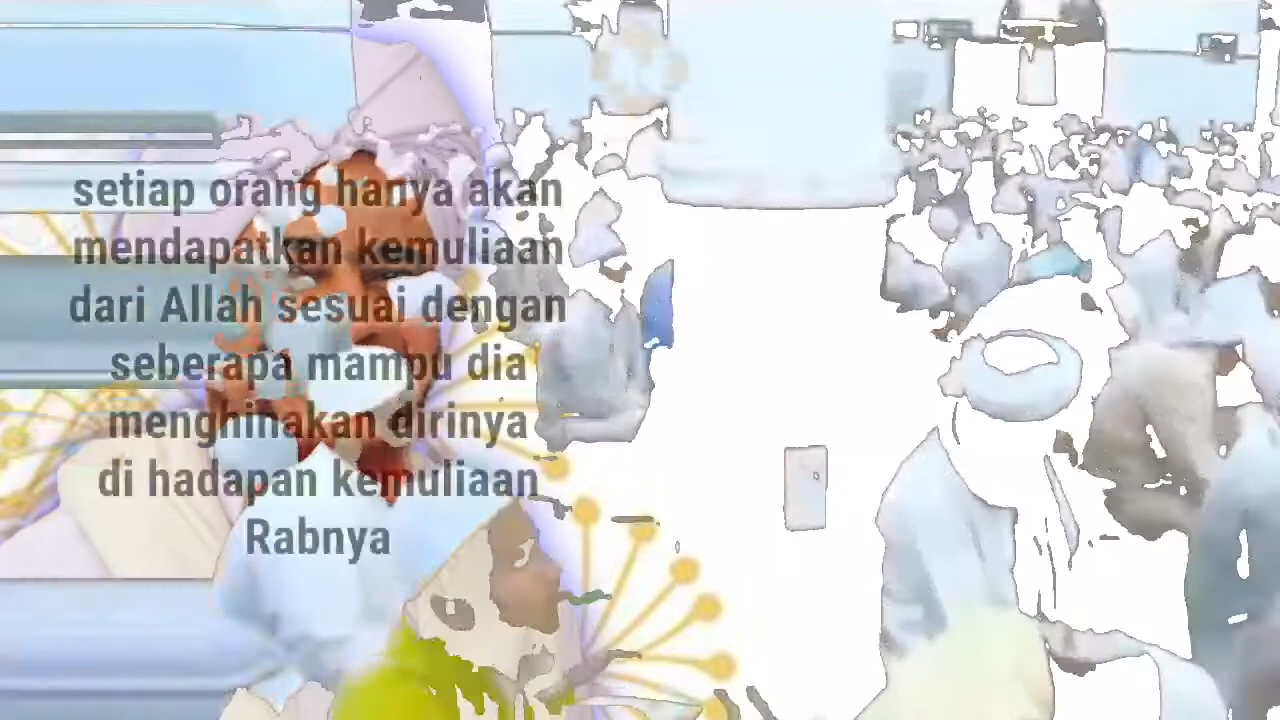 setiap orang hanya akan
mendapatkan kemuliaan
dari Allah sesuai dengan
seberapa mampu dia
menghinakan dirinya
di hadapan kemuliaan
Rabnya